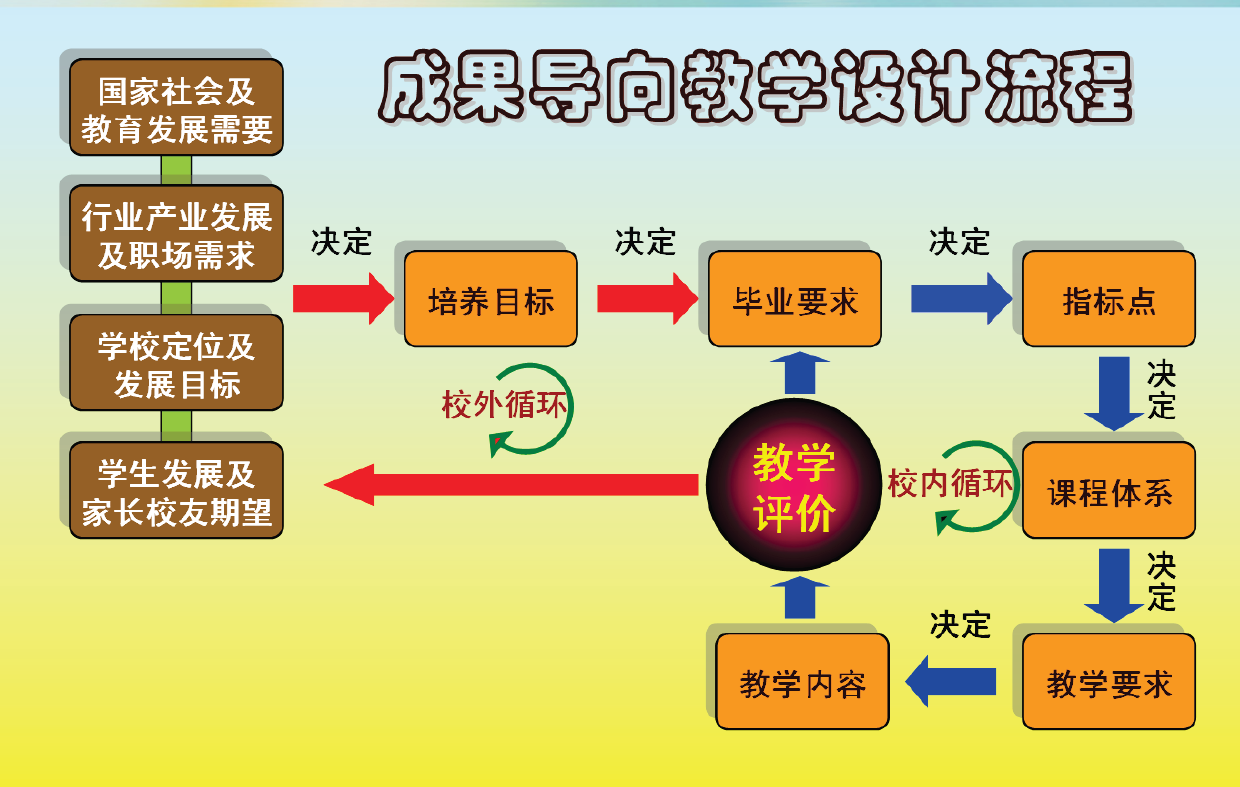 成果导向教学设计流程
国家社会及
教育发展需要
行业产业发展
及职场需求
学校定位及
发展目标
学生发展及
家长校友期望
决定
培养目标
决定
毕业要求
决定
指标点
决
定
校外循环
教学
评价
校内循环
课程体系
决
定
教学要求
决定
教学内容